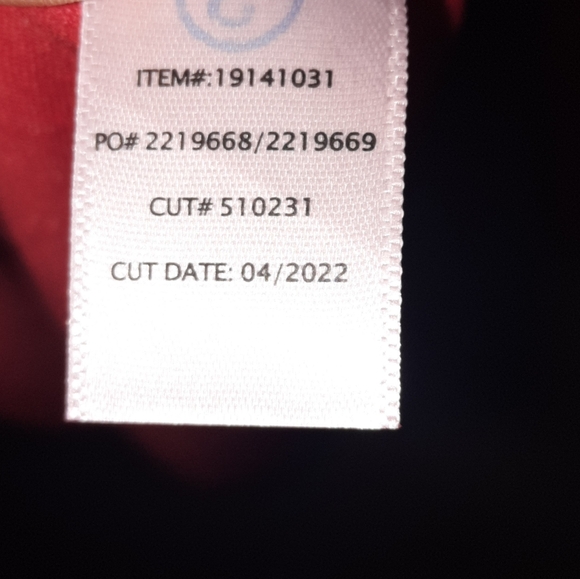 ITEM#:19141031
PO# 2219668/2219669
CUT# 510231
CUT DATE: 04/2022